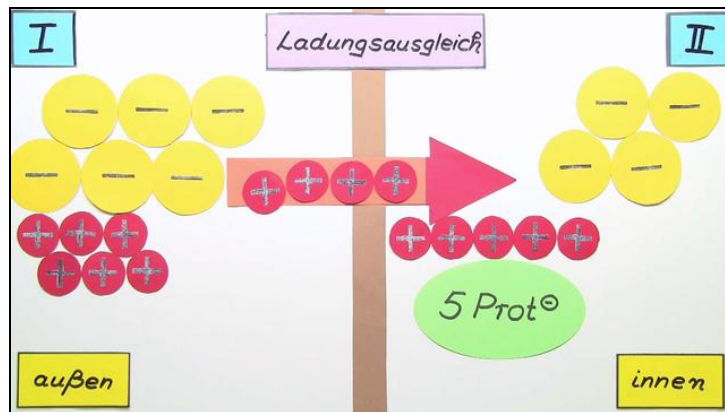 I
Ladungsausgleich
II
− − −
− −
− − −
− −
+ + + +
+ + +
+ + + + +
+ + +
5 Prot⊖
außen
innen